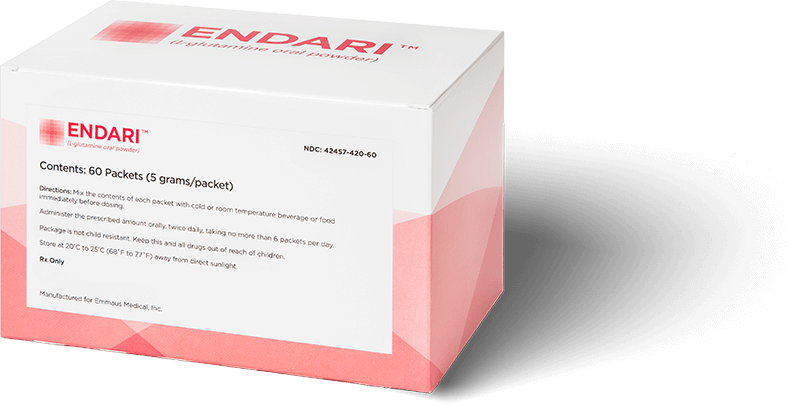 ENDARI™
(L-glutamine oral powder)
ENDARI™
(L-glutamine oral powder)
NDC: 42457-420-60
Contents: 60 Packets (5 grams/packet)
Directions: Mix the contents of each packet with cold or room temperature beverage or food
immediately before dosing.
Administer the prescribed amount orally, twice daily, taking no more than 6 packets per day.
Package is not child resistant. Keep this and all drugs out of reach of children.
Store at 20˚C to 25˚C (68˚F to 77˚F) away from direct sunlight.
Rx Only
Manufactured for Emmaus Medical, Inc.